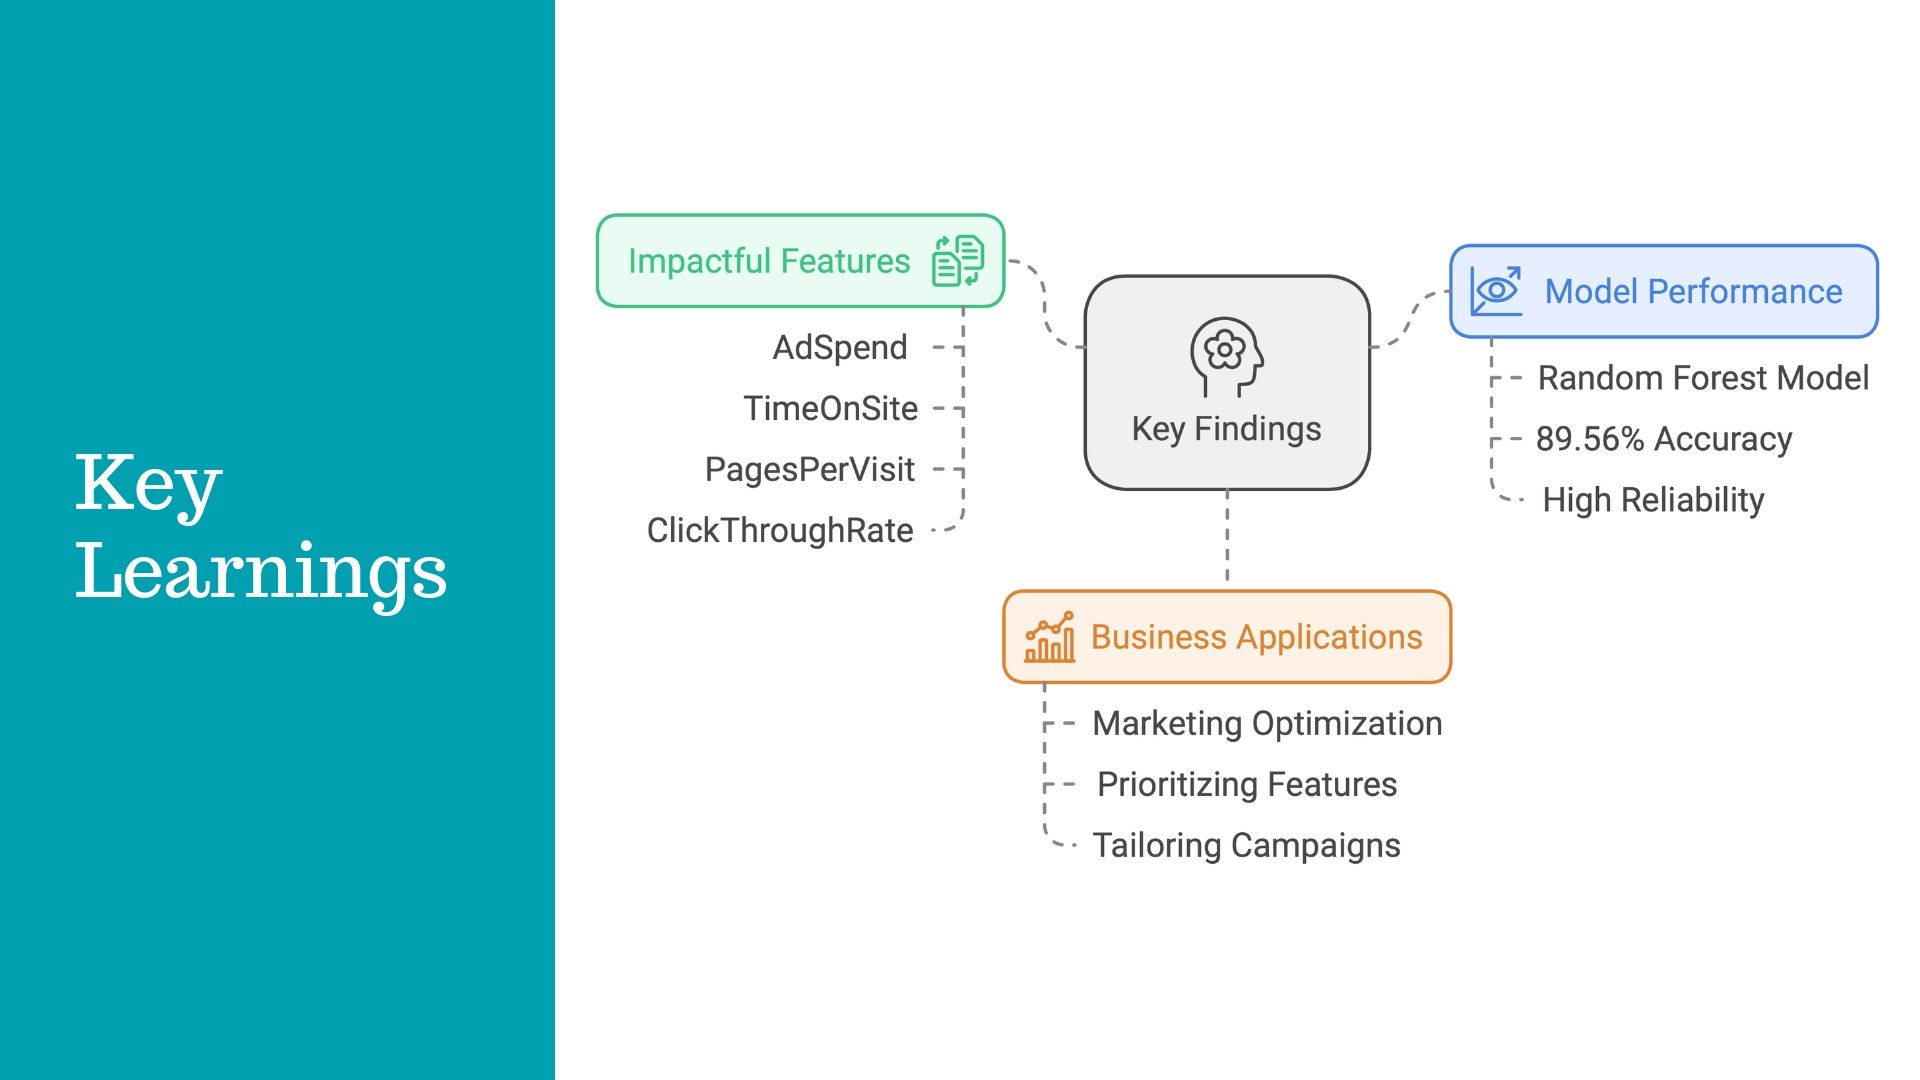 Key
Learnings
Impactful Features
AdSpend
TimeOnSite
PagesPerVisit
ClickThroughRate
Key Findings
Model Performance
Random Forest Model
89.56% Accuracy
High Reliability
Business Applications
Marketing Optimization
Prioritizing Features
Tailoring Campaigns